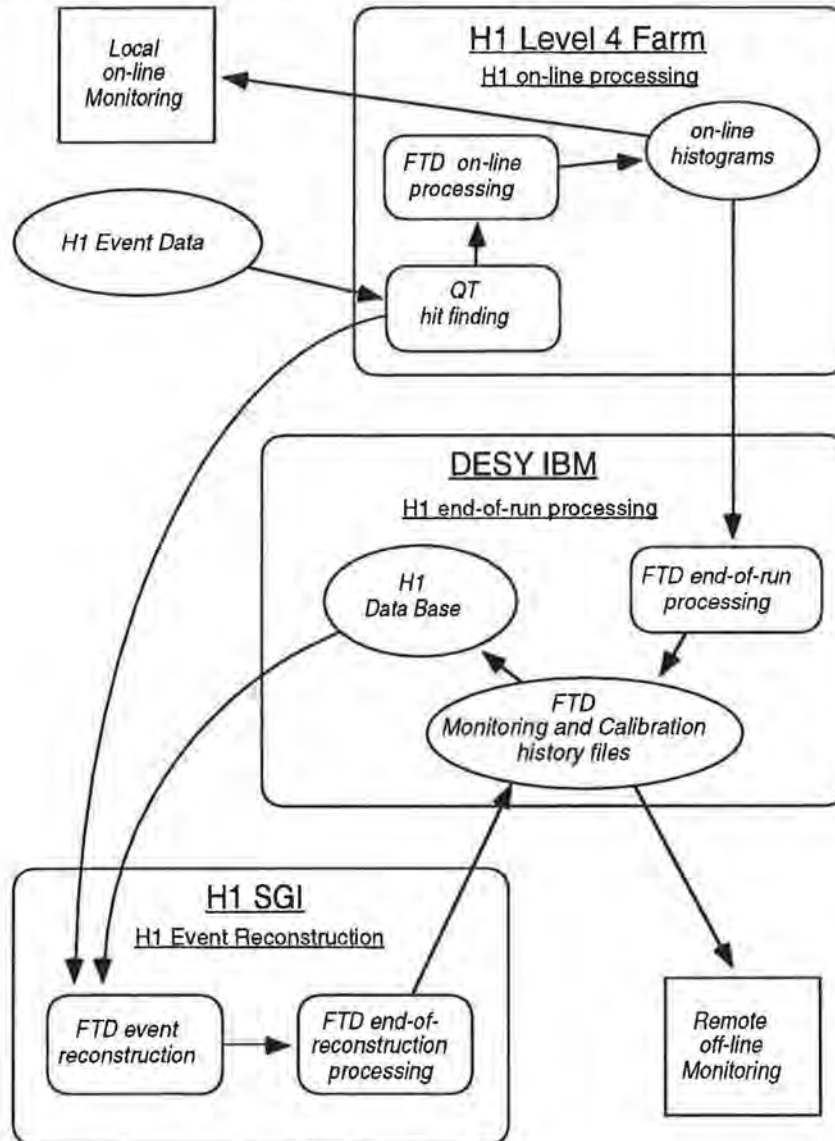 Local
on-line
Monitoring
H1 Level 4 Farm
H1 on-line processing
on-line
histograms
FTD on-line
processing
H1 Event Data
QT
hit finding
DESY IBM
H1 end-of-run processing
H1
Data Base
FTD end-of-run
processing
FTD
Monitoring and Calibration
history files
H1 SGI
H1 Event Reconstruction
FTD event
reconstruction
FTD end-of-
reconstruction
processing
Remote
off-line
Monitoring